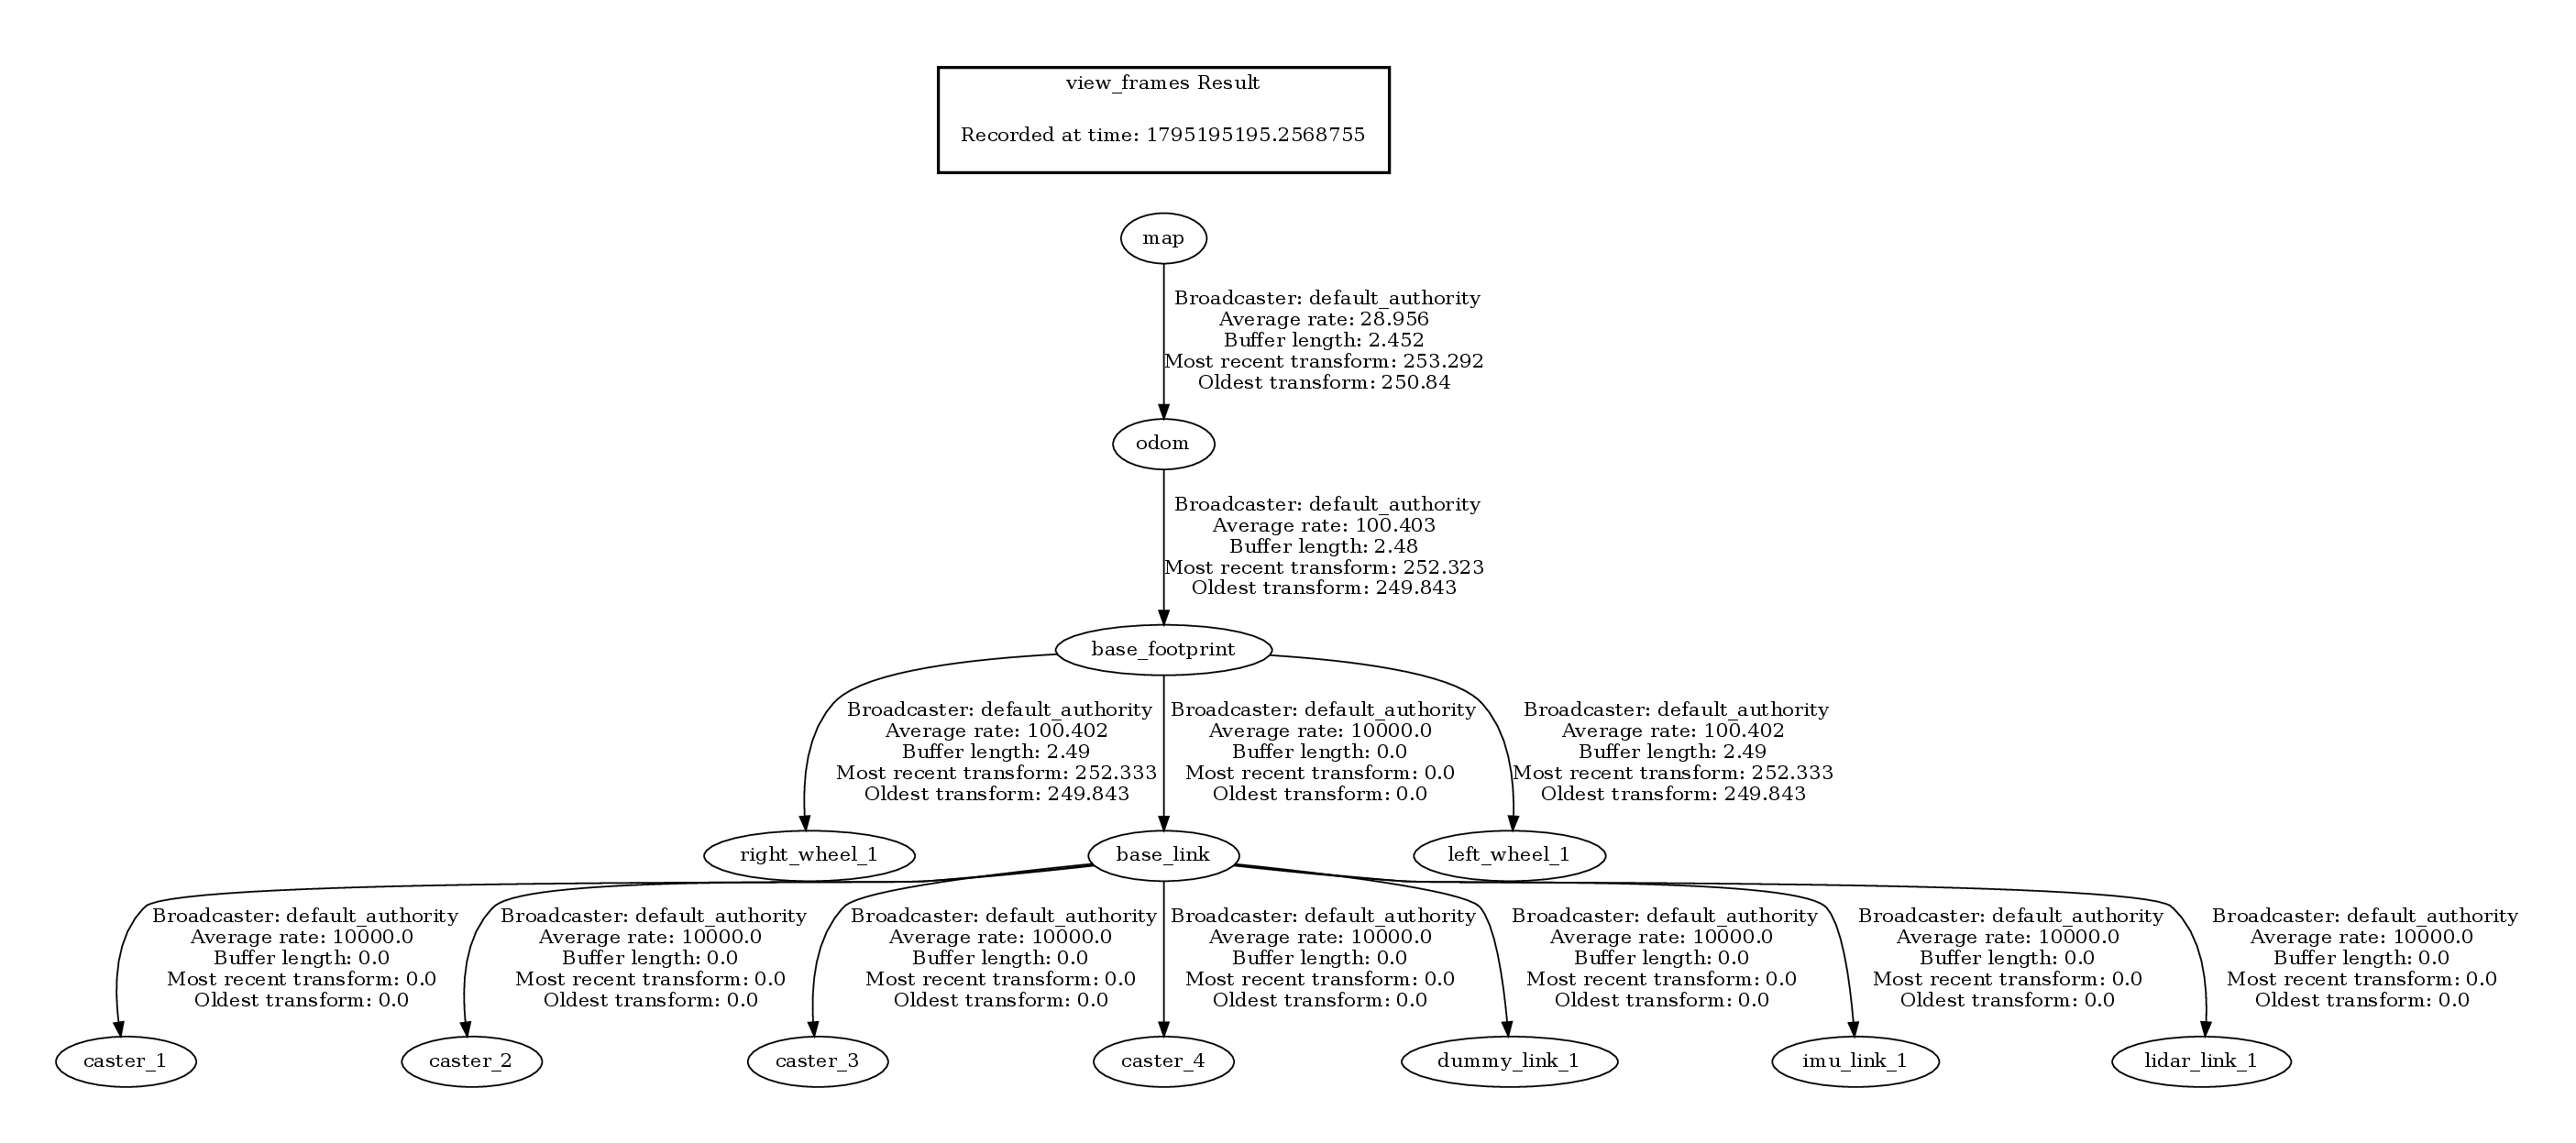 view_frames Result
Recorded at time: 1795195195.2568755
map
Broadcaster: default_authority
Average rate: 28.956
Buffer length: 2.452
Most recent transform: 253.292
Oldest transform: 250.84
odom
Broadcaster: default_authority
Average rate: 100.403
Buffer length: 2.48
Most recent transform: 252.323
Oldest transform: 249.843
base_footprint
Broadcaster: default_authority
Average rate: 100.402
Buffer length: 2.49
Most recent transform: 252.333
Oldest transform: 249.843
Broadcaster: default_authority
Average rate: 10000.0
Buffer length: 0.0
Most recent transform: 0.0
Oldest transform: 0.0
Broadcaster: default_authority
Average rate: 100.402
Buffer length: 2.49
Most recent transform: 252.333
Oldest transform: 249.843
right_wheel_1
base_link
left_wheel_1
Broadcaster: default_authority
Average rate: 10000.0
Buffer length: 0.0
Most recent transform: 0.0
Oldest transform: 0.0
Broadcaster: default_authority
Average rate: 10000.0
Buffer length: 0.0
Most recent transform: 0.0
Oldest transform: 0.0
Broadcaster: default_authority
Average rate: 10000.0
Buffer length: 0.0
Most recent transform: 0.0
Oldest transform: 0.0
Broadcaster: default_authority
Average rate: 10000.0
Buffer length: 0.0
Most recent transform: 0.0
Oldest transform: 0.0
Broadcaster: default_authority
Average rate: 10000.0
Buffer length: 0.0
Most recent transform: 0.0
Oldest transform: 0.0
Broadcaster: default_authority
Average rate: 10000.0
Buffer length: 0.0
Most recent transform: 0.0
Oldest transform: 0.0
Broadcaster: default_authority
Average rate: 10000.0
Buffer length: 0.0
Most recent transform: 0.0
Oldest transform: 0.0
caster_1
caster_2
caster_3
caster_4
dummy_link_1
imu_link_1
lidar_link_1